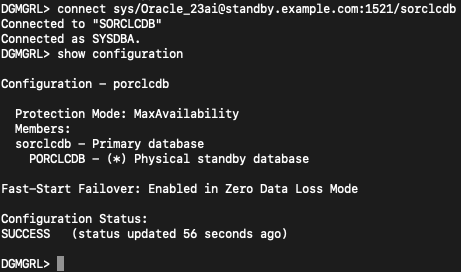 DGMGRL> connect sys/Oracle_23ai@standby.example.com:1521/sorclcdb
Connected to "SORCLCDB"
Connected as SYSDBA.
DGMGRL> show configuration
Configuration - porclcdb
Protection Mode: MaxAvailability
Members:
sorclcdb - Primary database
PORCLCDB - (*) Physical standby database
Fast-Start Failover: Enabled in Zero Data Loss Mode
Configuration Status:
SUCCESS   (status updated 56 seconds ago)
DGMGRL>